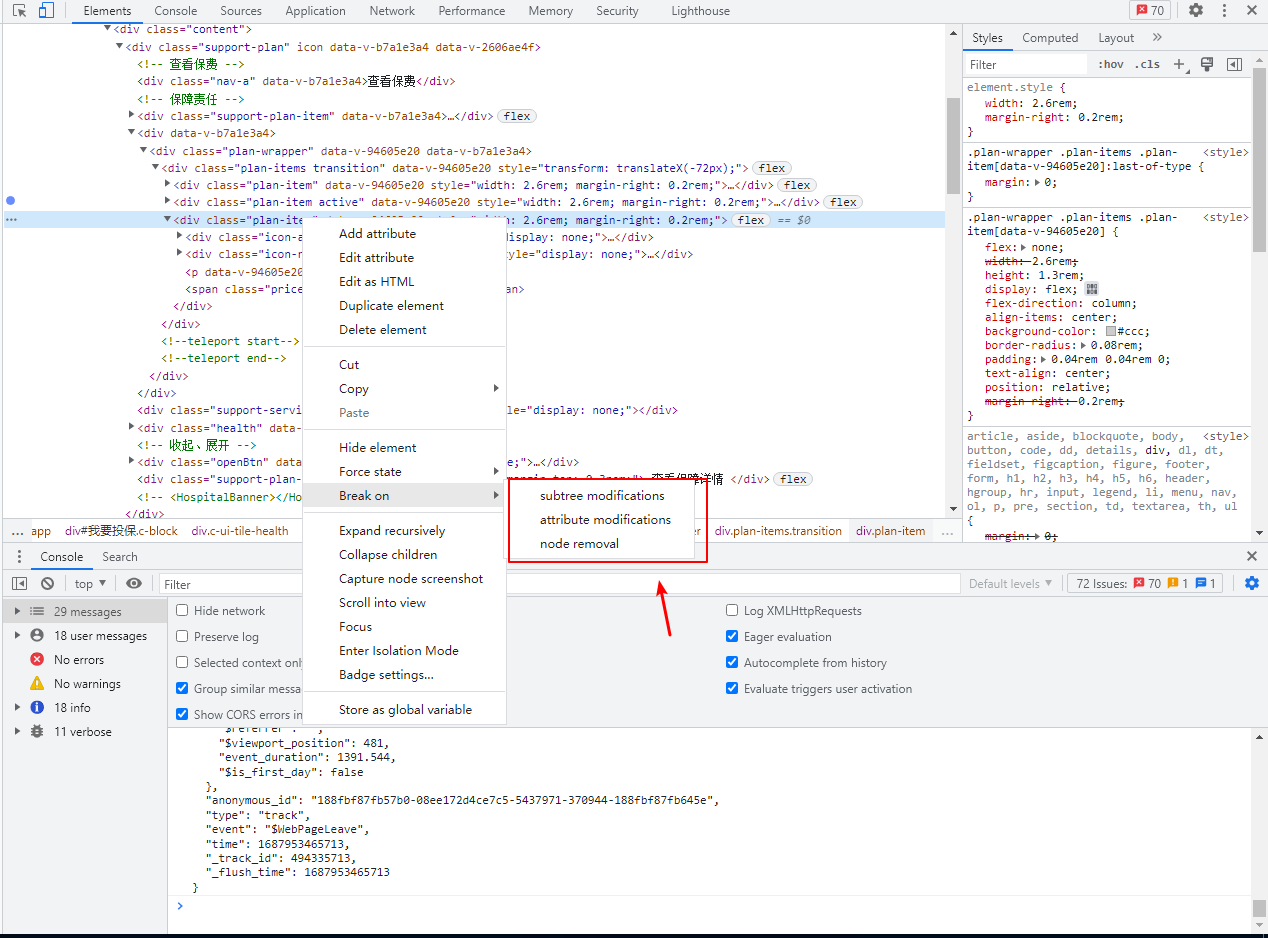 Elements Console Sources Application Network Performance Memory Security Lighthouse 70
<div class="content">
<div class="support-plan" icon data-v-b7a1e3a4 data-v-2606ae4f>
<!-- 查看保费 -->
<div class="nav-a" data-v-b7a1e3a4>查看保费</div>
<!-- 保障责任 -->
<div class="support-plan-item" data-v-b7a1e3a4>…</div> flex
<div data-v-b7a1e3a4>
<div class="plan-wrapper" data-v-94605e20 data-v-b7a1e3a4>
<div class="plan-items transition" data-v-94605e20 style="transform: translateX(-72px);"> flex
<div class="plan-item" data-v-94605e20 style="width: 2.6rem; margin-right: 0.2rem;">…</div> flex
<div class="plan-item active" data-v-94605e20 style="width: 2.6rem; margin-right: 0.2rem;">…</div> flex
<div class="plan-ite width: 2.6rem; margin-right: 0.2rem;"> flex == $0
<div class="icon-a display: none;">…</div>
<div class="icon-n tyle="display: none;">…</div>
<p data-v-94605e20
<span class="price an>
</div>
</div>
<!--teleport start-->
<!--teleport end-->
</div>
</div>
<div class="support-servi le="display: none;"></div>
<div class="health" data-
<!-- 收起、展开 -->
<div class="openBtn" data e;">…</div>
<div class="support-plan- 查看保障详情 </div> flex
<!-- <HospitalBanner></Ho
</div>
... app div#我要投保.c-block div.c-ui-tile-health er div.plan-items.transition div.plan-item ...
Add attribute
Edit attribute
Edit as HTML
Duplicate element
Delete element
Cut
Copy
Paste
Hide element
Force state
Break on
Expand recursively
Collapse children
Capture node screenshot
Scroll into view
Focus
Enter Isolation Mode
Badge settings...
Store as global variable
subtree modifications
attribute modifications
node removal
Styles Computed Layout
Filter :hov .cls
element.style {
width: 2.6rem;
margin-right: 0.2rem;
}
.plan-wrapper .plan-items .plan- <style>
item[data-v-94605e20]:last-of-type {
margin: 0;
}
.plan-wrapper .plan-items .plan- <style>
item[data-v-94605e20] {
flex: none;
width: 2.6rem;
height: 1.3rem;
display: flex;
flex-direction: column;
align-items: center;
background-color: #ccc;
border-radius: 0.08rem;
padding: 0.04rem 0.04rem 0;
text-align: center;
position: relative;
margin-right: 0.2rem;
}
article, aside, blockquote, body, <style>
button, code, dd, details, div, dl, dt,
fieldset, figcaption, figure, footer,
form, h1, h2, h3, h4, h5, h6, header,
hgroup, hr, input, legend, li, menu, nav,
ol, p, pre, section, td, textarea, th, ul
{
margin: 0;
Console Search
top Filter Default levels 72 Issues: 70 1 1
29 messages
18 user messages
No errors
No warnings
18 info
11 verbose
Hide network
Preserve log
Selected context onl
Group similar messa
Show CORS errors in
Log XMLHttpRequests
Eager evaluation
Autocomplete from history
Evaluate triggers user activation
"$referrer": "",
"$viewport_position": 481,
"event_duration": 1391.544,
"$is_first_day": false
},
"anonymous_id": "188fbf87fb57b0-08ee172d4ce7c5-5437971-370944-188fbf87fb645e",
"type": "track",
"event": "$WebPageLeave",
"time": 1687953465713,
"_track_id": 494335713,
"_flush_time": 1687953465713
}